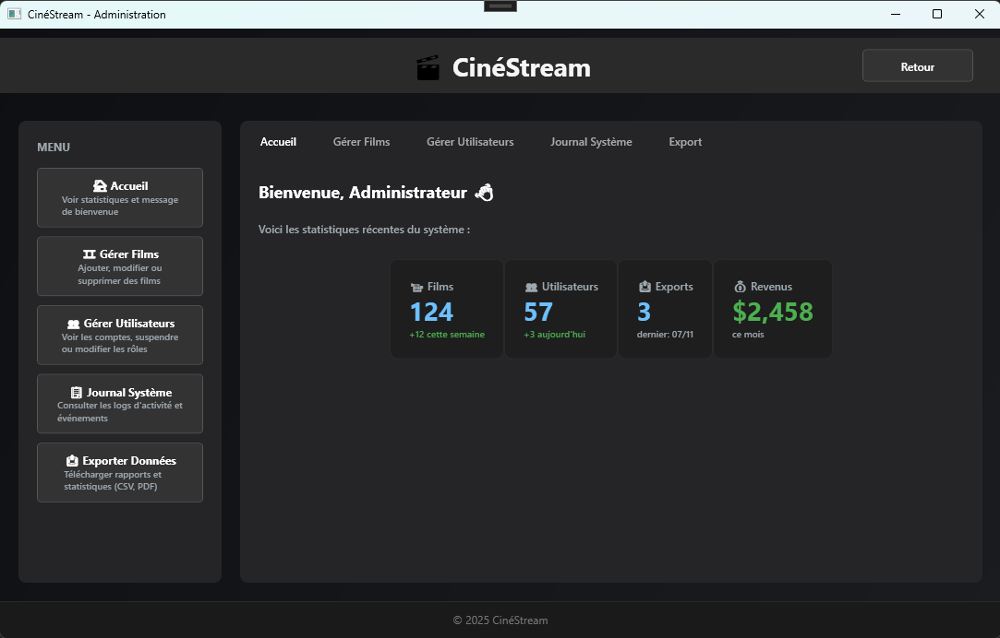 CinéStream - Administration
CinéStream
Retour
MENU
Accueil
Voir statistiques et message
de bienvenue
Gérer Films
Ajouter, modifier ou
supprimer des films
Gérer Utilisateurs
Voir les comptes, suspendre
ou modifier les rôles
Journal Système
Consulter les logs d'activité et
événements
Exporter Données
Télécharger rapports et
statistiques (CSV, PDF)
Accueil Gérer Films Gérer Utilisateurs Journal Système Export
Bienvenue, Administrateur
Voici les statistiques récentes du système :
Films
124
+12 cette semaine
Utilisateurs
57
+3 aujourd'hui
Exports
3
dernier: 07/11
Revenus
$2,458
ce mois
© 2025 CinéStream